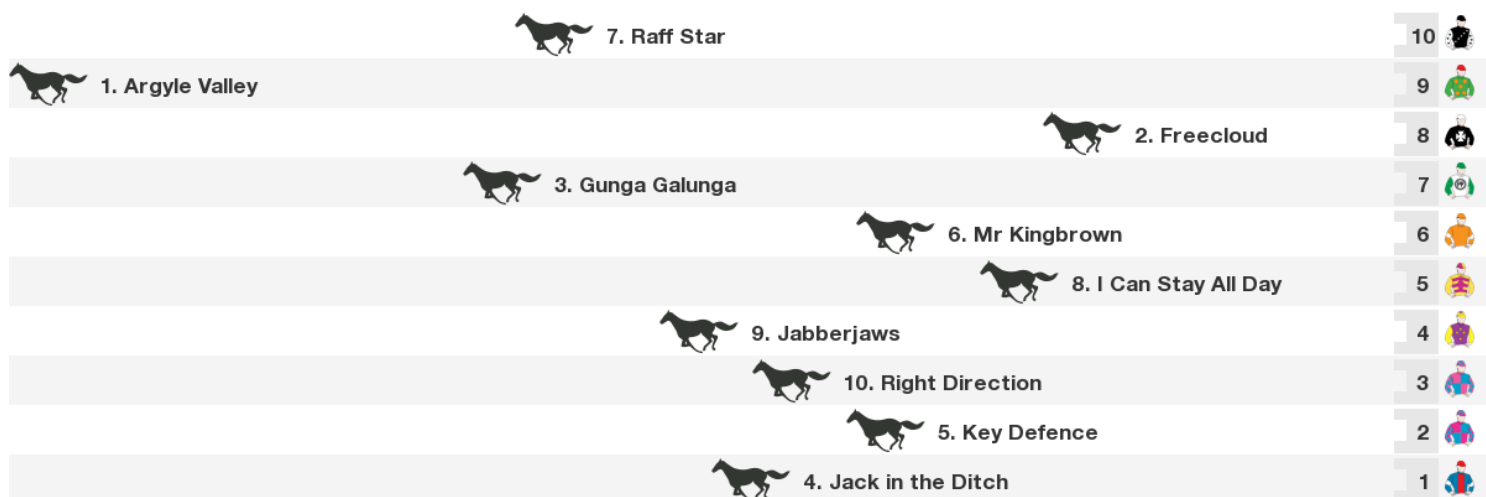 7. Raff Star 10
1. Argyle Valley 9
2. Freecloud 8
3. Gunga Galunga 7
6. Mr Kingbrown 6
8. I Can Stay All Day 5
9. Jabberjaws 4
10. Right Direction 3
5. Key Defence 2
4. Jack in the Ditch 1